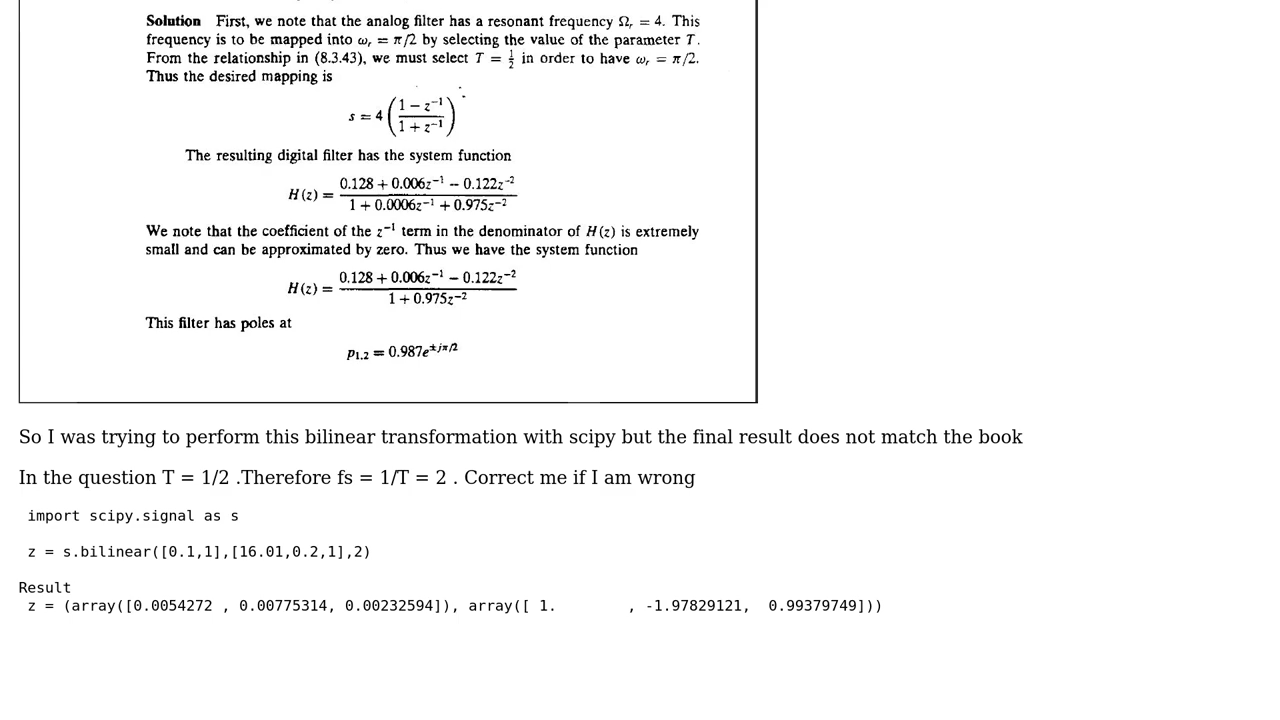 Solution First, we note that the analog filter has a resonant frequency Ωr = 4. This
frequency is to be mapped into ωr = π/2 by selecting the value of the parameter T.
From the relationship in (8.3.43), we must select T = 1/2 in order to have ωr = π/2.
Thus the desired mapping is
s = 4 ( (1 − z⁻¹) / (1 + z⁻¹) )
The resulting digital filter has the system function
H(z) = (0.128 + 0.006z⁻¹ − 0.122z⁻²) / (1 + 0.0006z⁻¹ + 0.975z⁻²)
We note that the coefficient of the z⁻¹ term in the denominator of H(z) is extremely
small and can be approximated by zero. Thus we have the system function
H(z) = (0.128 + 0.006z⁻¹ − 0.122z⁻²) / (1 + 0.975z⁻²)
This filter has poles at
p1,2 = 0.987e^±jπ/2
So I was trying to perform this bilinear transformation with scipy but the final result does not match the book
In the question T = 1/2 .Therefore fs = 1/T = 2 . Correct me if I am wrong
import scipy.signal as s
z = s.bilinear([0.1,1],[16.01,0.2,1],2)
Result
z = (array([0.0054272 , 0.00775314, 0.00232594]), array([ 1.        , -1.97829121,  0.99379749]))